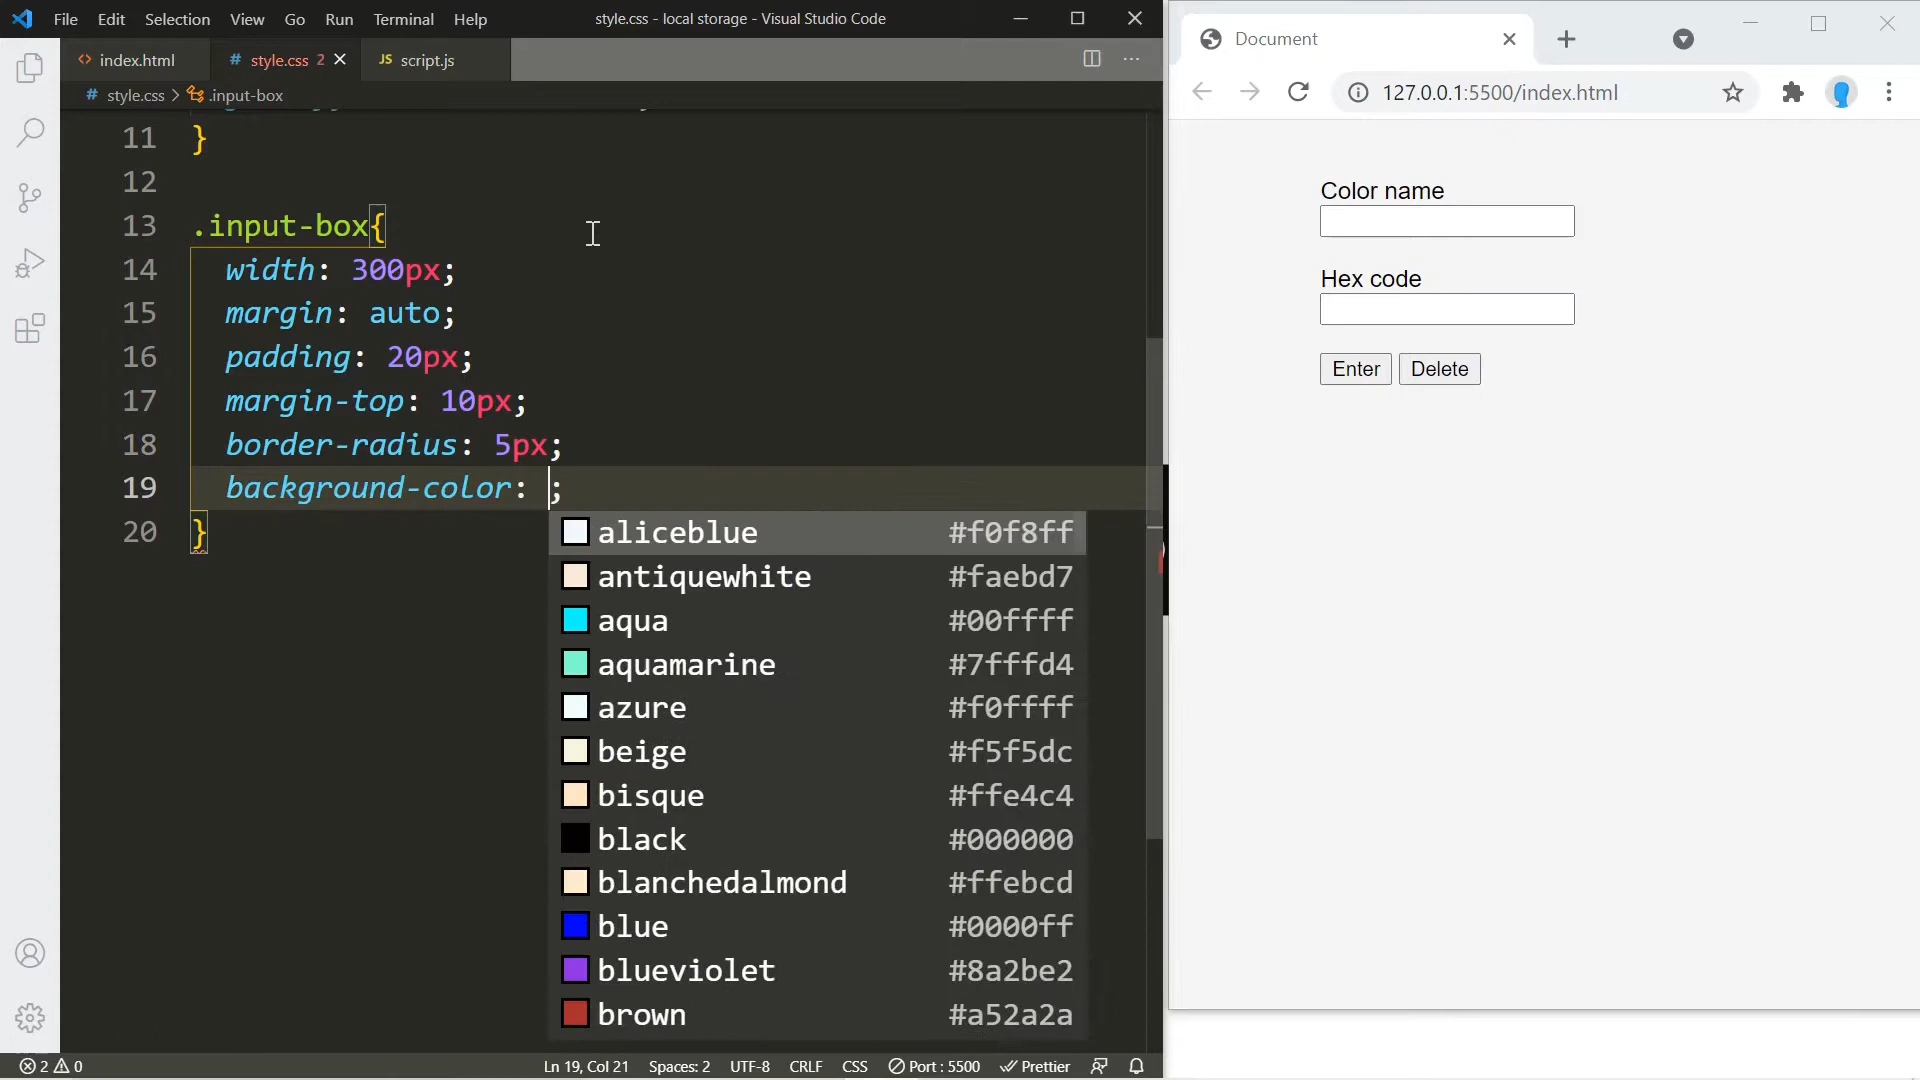 File Edit Selection View Go Run Terminal Help style.css - local storage - Visual Studio Code
index.html # style.css 2 JS script.js
# style.css > .input-box
11 }
12
13 .input-box{
14 width: 300px;
15 margin: auto;
16 padding: 20px;
17 margin-top: 10px;
18 border-radius: 5px;
19 background-color: ;
20 }
aliceblue #f0f8ff
antiquewhite #faebd7
aqua #00ffff
aquamarine #7fffd4
azure #f0ffff
beige #f5f5dc
bisque #ffe4c4
black #000000
blanchedalmond #ffebcd
blue #0000ff
blueviolet #8a2be2
brown #a52a2a
2 0 Ln 19, Col 21 Spaces: 2 UTF-8 CRLF CSS Port : 5500 Prettier
Document
127.0.0.1:5500/index.html
Color name
Hex code
Enter Delete